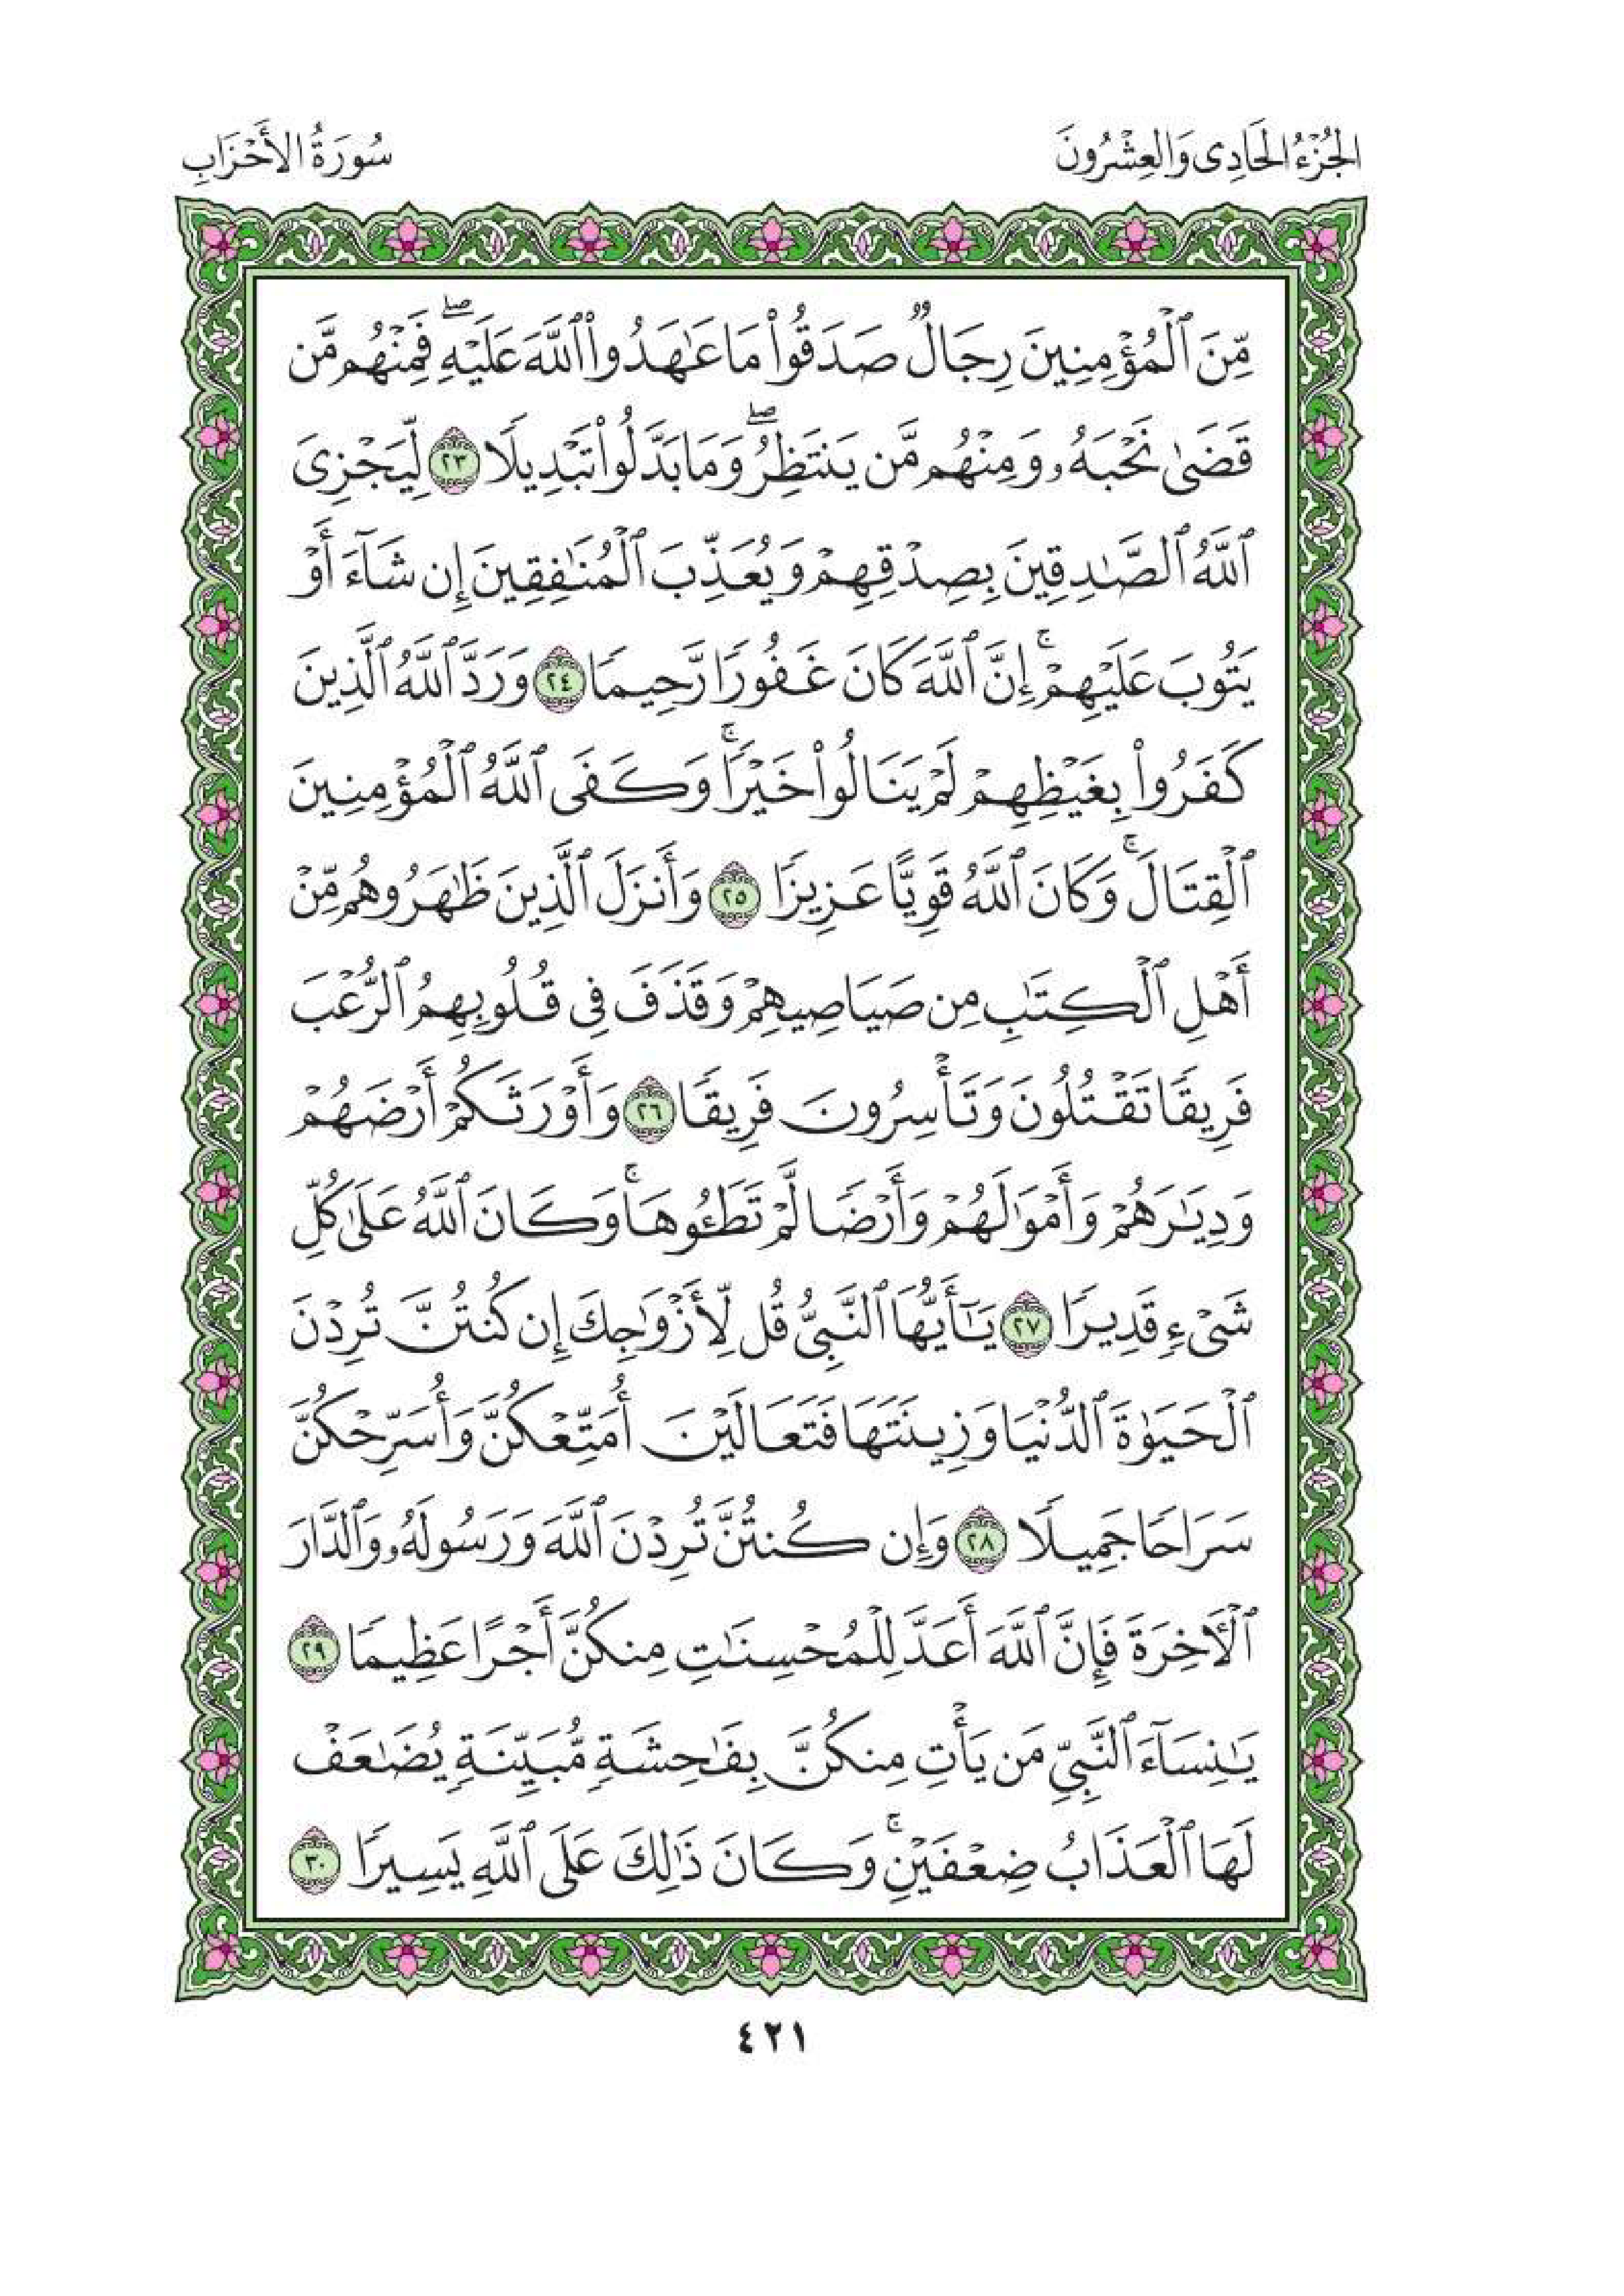 الجُزْءُ الحَادِى وَالعِشْرُونَ
سُورَةُ الأَحْزَابِ
مِّنَ ٱلْمُؤْمِنِينَ رِجَالٌ صَدَقُوا۟ مَا عَـٰهَدُوا۟ ٱللَّهَ عَلَيْهِ ۖ فَمِنْهُم مَّن
قَضَىٰ نَحْبَهُۥ وَمِنْهُم مَّن يَنتَظِرُ ۖ وَمَا بَدَّلُوا۟ تَبْدِيلًا ٢٣ لِّيَجْزِىَ
ٱللَّهُ ٱلصَّـٰدِقِينَ بِصِدْقِهِمْ وَيُعَذِّبَ ٱلْمُنَـٰفِقِينَ إِن شَآءَ أَوْ
يَتُوبَ عَلَيْهِمْ ۚ إِنَّ ٱللَّهَ كَانَ غَفُورًا رَّحِيمًا ٢٤ وَرَدَّ ٱللَّهُ ٱلَّذِينَ
كَفَرُوا۟ بِغَيْظِهِمْ لَمْ يَنَالُوا۟ خَيْرًا ۚ وَكَفَى ٱللَّهُ ٱلْمُؤْمِنِينَ
ٱلْقِتَالَ ۚ وَكَانَ ٱللَّهُ قَوِيًّا عَزِيزًا ٢٥ وَأَنزَلَ ٱلَّذِينَ ظَـٰهَرُوهُم مِّنْ
أَهْلِ ٱلْكِتَـٰبِ مِن صَيَاصِيهِمْ وَقَذَفَ فِى قُلُوبِهِمُ ٱلرُّعْبَ
فَرِيقًا تَقْتُلُونَ وَتَأْسِرُونَ فَرِيقًا ٢٦ وَأَوْرَثَكُمْ أَرْضَهُمْ
وَدِيَـٰرَهُمْ وَأَمْوَٰلَهُمْ وَأَرْضًا لَّمْ تَطَـُٔوهَا ۚ وَكَانَ ٱللَّهُ عَلَىٰ كُلِّ
شَىْءٍ قَدِيرًا ٢٧ يَـٰٓأَيُّهَا ٱلنَّبِىُّ قُل لِّأَزْوَٰجِكَ إِن كُنتُنَّ تُرِدْنَ
ٱلْحَيَوٰةَ ٱلدُّنْيَا وَزِينَتَهَا فَتَعَالَيْنَ أُمَتِّعْكُنَّ وَأُسَرِّحْكُنَّ
سَرَاحًا جَمِيلًا ٢٨ وَإِن كُنتُنَّ تُرِدْنَ ٱللَّهَ وَرَسُولَهُۥ وَٱلدَّارَ
ٱلْـَٔاخِرَةَ فَإِنَّ ٱللَّهَ أَعَدَّ لِلْمُحْسِنَـٰتِ مِنكُنَّ أَجْرًا عَظِيمًا ٢٩
يَـٰنِسَآءَ ٱلنَّبِىِّ مَن يَأْتِ مِنكُنَّ بِفَـٰحِشَةٍ مُّبَيِّنَةٍ يُضَـٰعَفْ
لَهَا ٱلْعَذَابُ ضِعْفَيْنِ ۚ وَكَانَ ذَٰلِكَ عَلَى ٱللَّهِ يَسِيرًا ٣٠
٤٢١